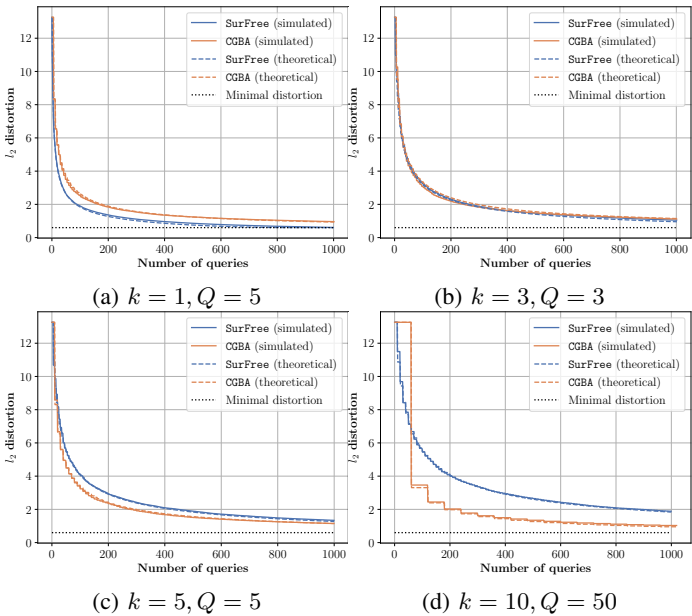 12
10
8
6
4
2
0
l₂ distortion
0 200 400 600 800 1000
Number of queries
SurFree (simulated)
CGBA (simulated)
SurFree (theoretical)
CGBA (theoretical)
Minimal distortion
(a) k = 1, Q = 5
12
10
8
6
4
2
0
l₂ distortion
0 200 400 600 800 1000
Number of queries
SurFree (simulated)
CGBA (simulated)
SurFree (theoretical)
CGBA (theoretical)
Minimal distortion
(b) k = 3, Q = 3
12
10
8
6
4
2
0
l₂ distortion
0 200 400 600 800 1000
Number of queries
SurFree (simulated)
CGBA (simulated)
SurFree (theoretical)
CGBA (theoretical)
Minimal distortion
(c) k = 5, Q = 5
12
10
8
6
4
2
0
l₂ distortion
0 200 400 600 800 1000
Number of queries
SurFree (simulated)
CGBA (simulated)
SurFree (theoretical)
CGBA (theoretical)
Minimal distortion
(d) k = 10, Q = 50